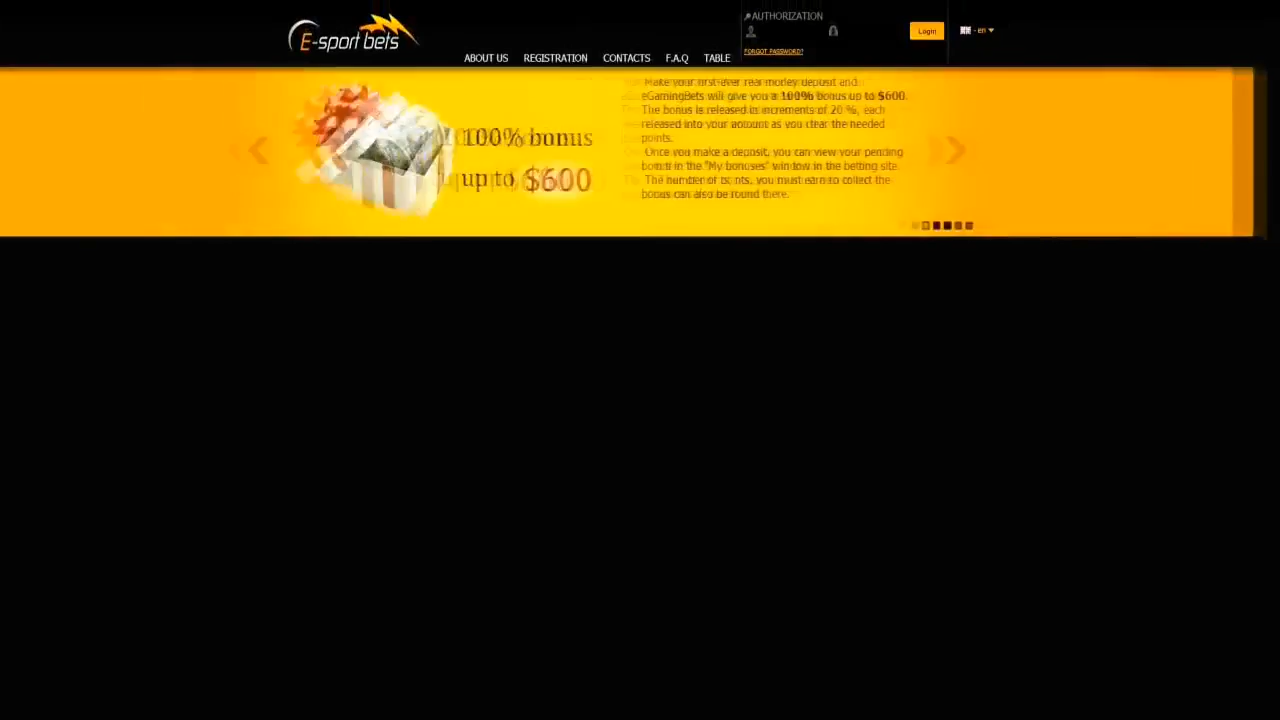 E-sport bets
AUTHORIZATION
Login
- en
FORGOT PASSWORD?
ABOUT US REGISTRATION CONTACTS F.A.Q TABLE
100% bonus
up to $600
Make your first-ever real money deposit and
eGamingBets will give you a 100% bonus up to $600.
The bonus is released in increments of 20 %, each
released into your account as you clear the needed
points.
Once you make a deposit, you can view your pending
in the "My bonuses" window in the betting site.
The number of you must earn to collect the
bonus can also be found there.